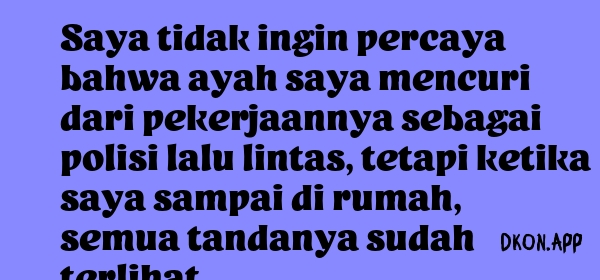 Saya tidak ingin percaya
bahwa ayah saya mencuri
dari pekerjaannya sebagai
polisi lalu lintas, tetapi ketika
saya sampai di rumah,
semua tandanya sudah
DKON.APP
terlihat